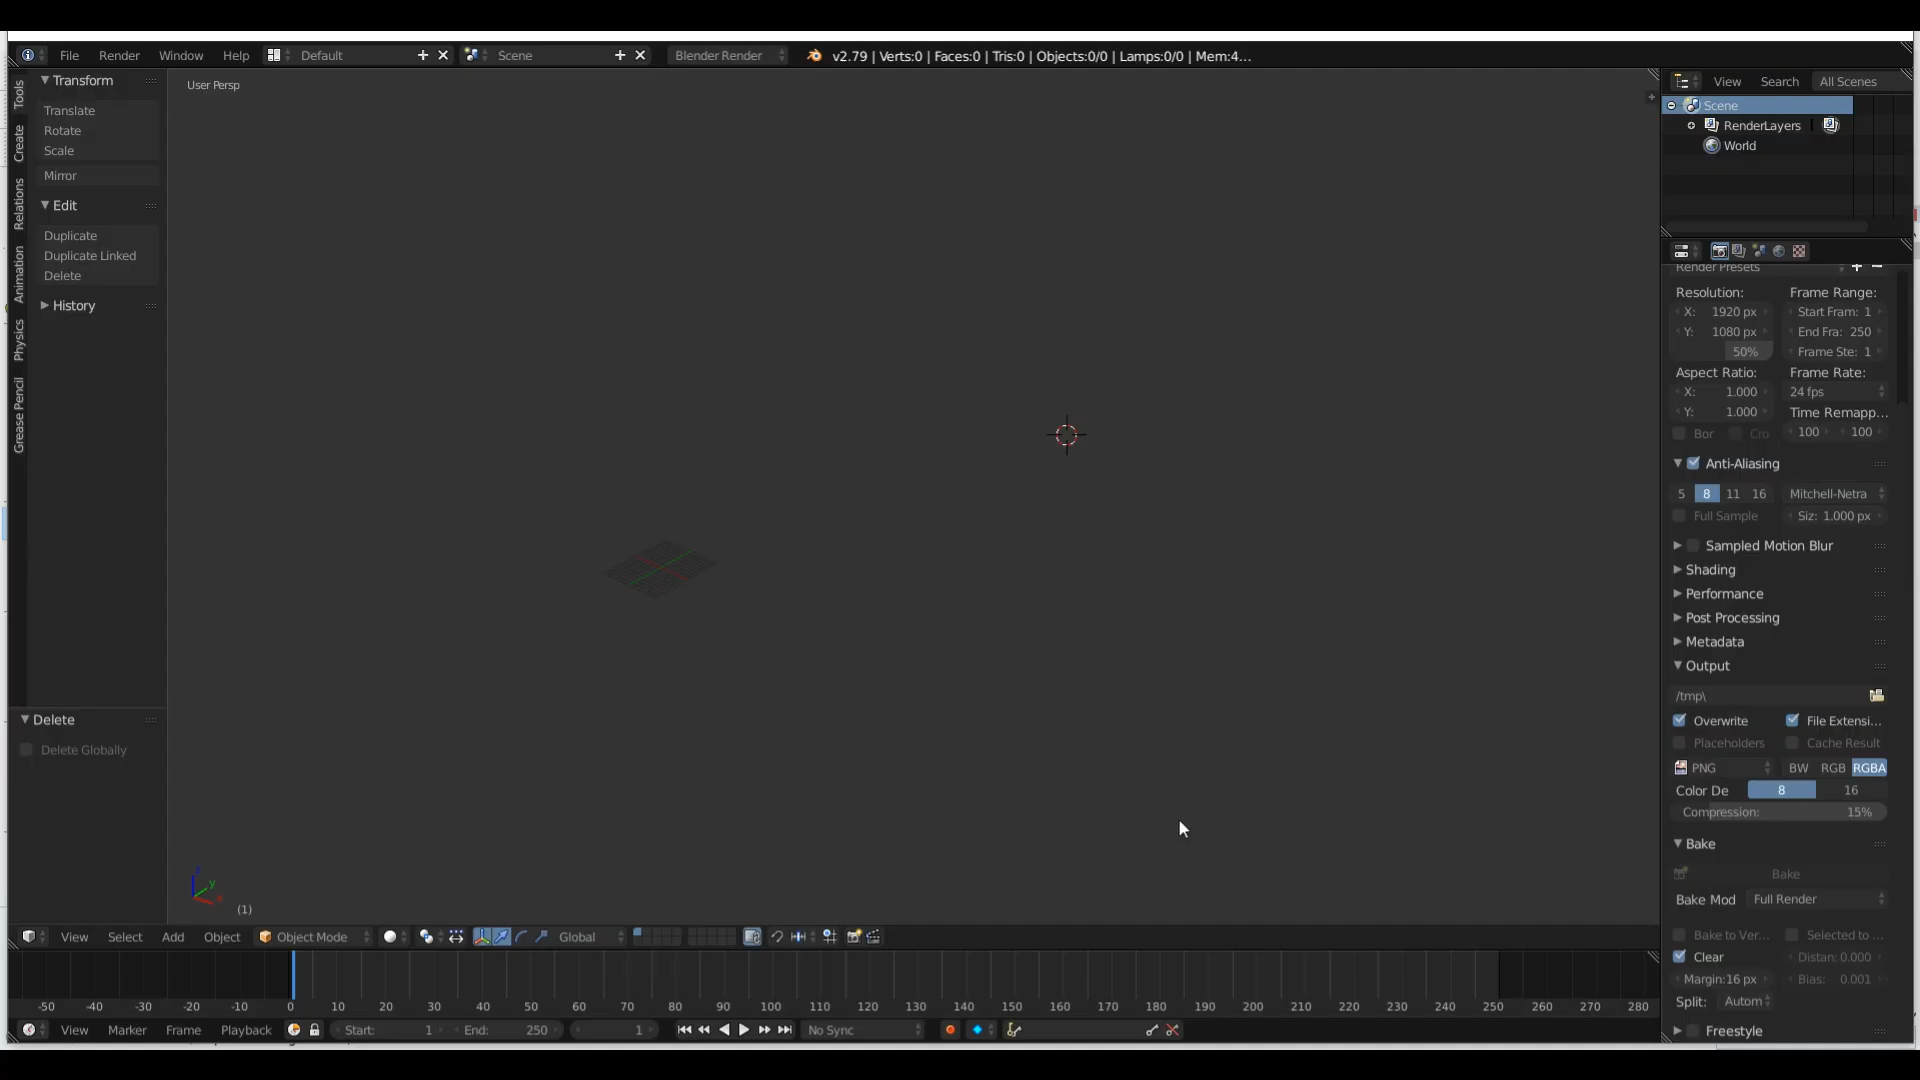 File Render Window Help Default Scene Blender Render v2.79 | Verts:0 | Faces:0 | Tris:0 | Objects:0/0 | Lamps:0/0 | Mem:4...
Tools
Create
Relations
Animation
Physics
Grease Pencil
Transform
Translate
Rotate
Scale
Mirror
Edit
Duplicate
Duplicate Linked
Delete
History
Delete
Delete Globally
User Persp
z
y
x
(1)
View Search All Scenes
Scene
RenderLayers
World
Render Presets
Resolution: Frame Range:
X: 1920 px Start Fram: 1
Y: 1080 px End Fra: 250
50% Frame Ste: 1
Aspect Ratio: Frame Rate:
X: 1.000 24 fps
Y: 1.000 Time Remapp...
Bor Cro 100 100
Anti-Aliasing
5 8 11 16 Mitchell-Netra
Full Sample Siz: 1.000 px
Sampled Motion Blur
Shading
Performance
Post Processing
Metadata
Output
/tmp\
Overwrite File Extensi...
Placeholders Cache Result
PNG BW RGB RGBA
Color De 8 16
Compression: 15%
Bake
Bake
Bake Mod Full Render
Bake to Ver... Selected to ...
Clear Distan: 0.000
Margin:16 px Bias: 0.001
Split: Autom
Freestyle
View Select Add Object Object Mode Global
-50 -40 -30 -20 -10 0 10 20 30 40 50 60 70 80 90 100 110 120 130 140 150 160 170 180 190 200 210 220 230 240 250 260 270 280
View Marker Frame Playback Start: 1 End: 250 1 No Sync